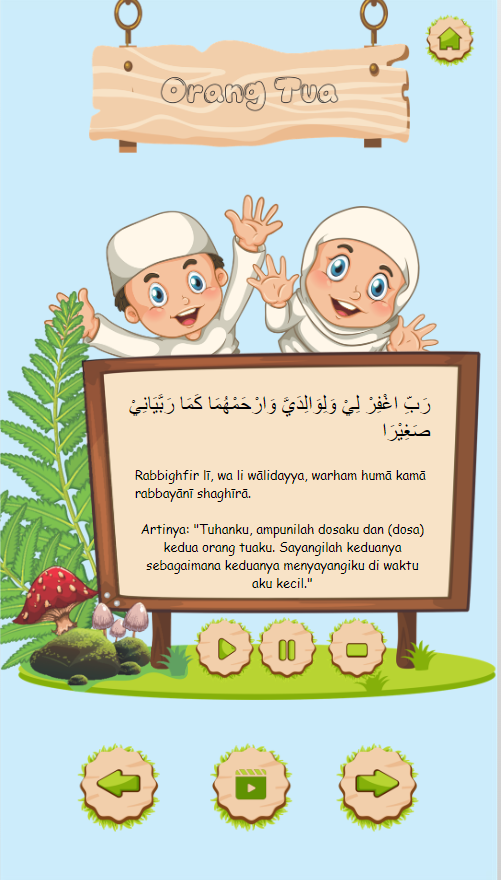 Orang Tua
رَبّ اغْفِرْ لِيْ وَلِوَالِدَيَّ وَارْحَمْهُمَا كَمَا رَبَّيَانِيْ
صَغِيْرَا
Rabbighfir lī, wa li wālidayya, warham humā kamā
rabbayānī shaghīrā.
Artinya: "Tuhanku, ampunilah dosaku dan (dosa)
kedua orang tuaku. Sayangilah keduanya
sebagaimana keduanya menyayangiku di waktu
aku kecil."